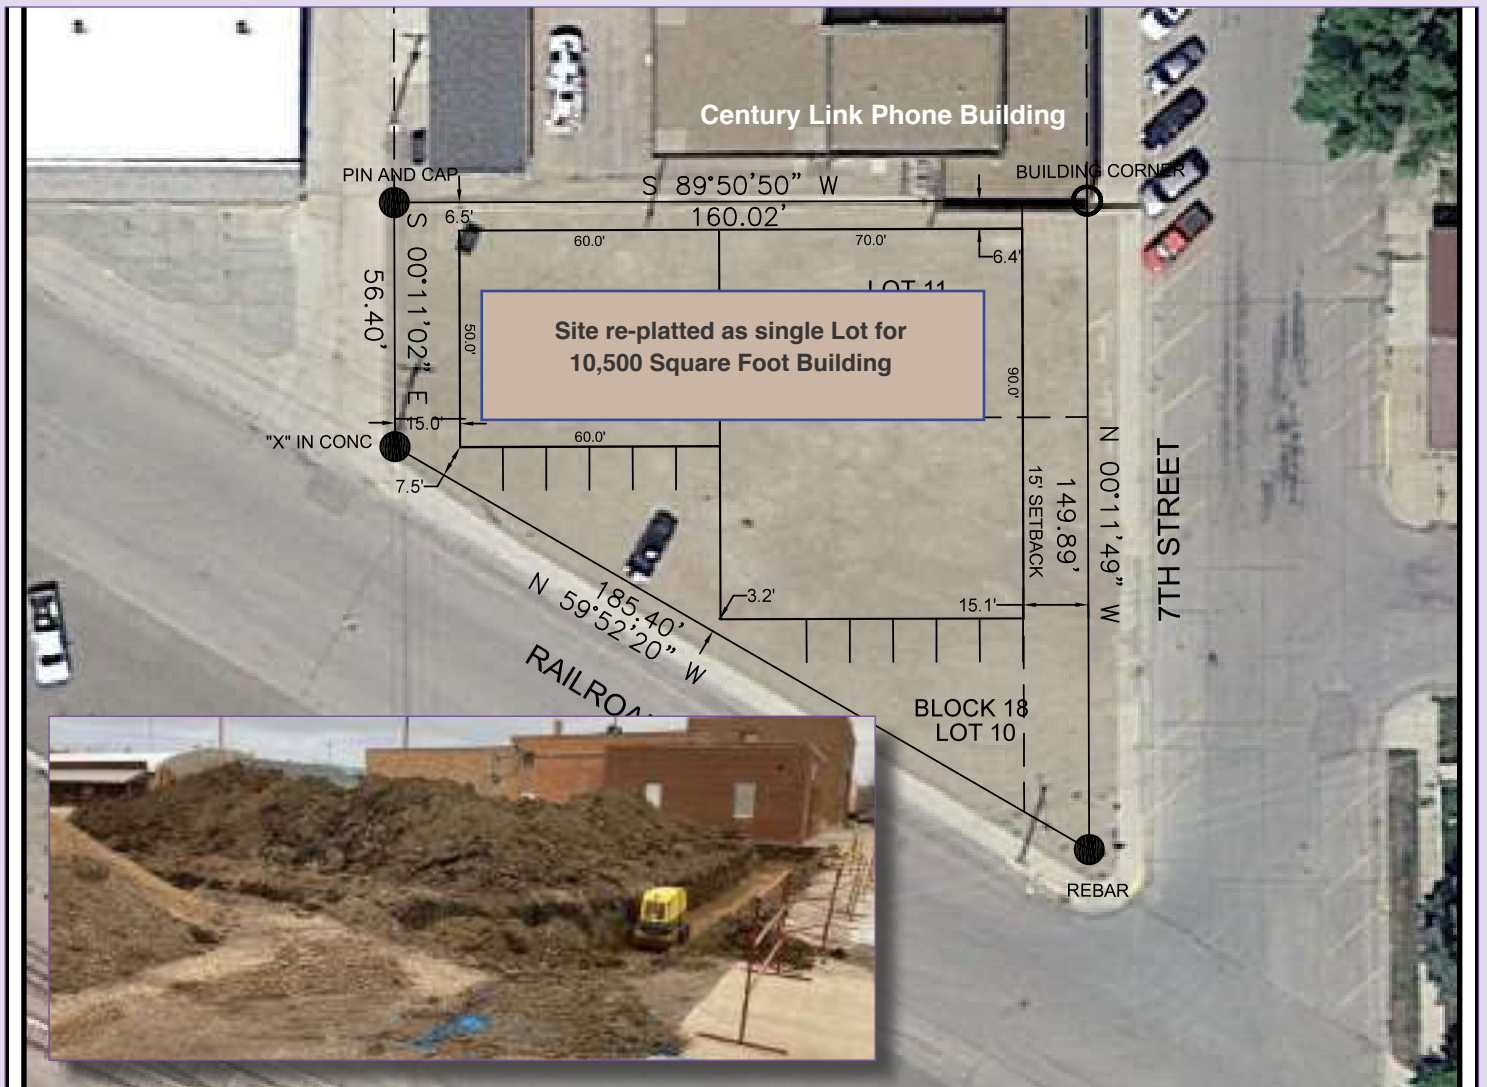 Century Link Phone Building
PIN AND CAP
BUILDING CORNER
S 89°50'50" W
160.02'
6.5'
60.0'
70.0'
6.4'
S 00°11'02" E
56.40'
50.0'
LOT 11
Site re-platted as single Lot for
10,500 Square Foot Building
90.0'
15.0'
"X" IN CONC
60.0'
7.5'
N 00°11'49" W
149.89'
15' SETBACK
7TH STREET
185.40'
N 59°52'20" W
3.2'
15.1'
BLOCK 18
LOT 10
REBAR